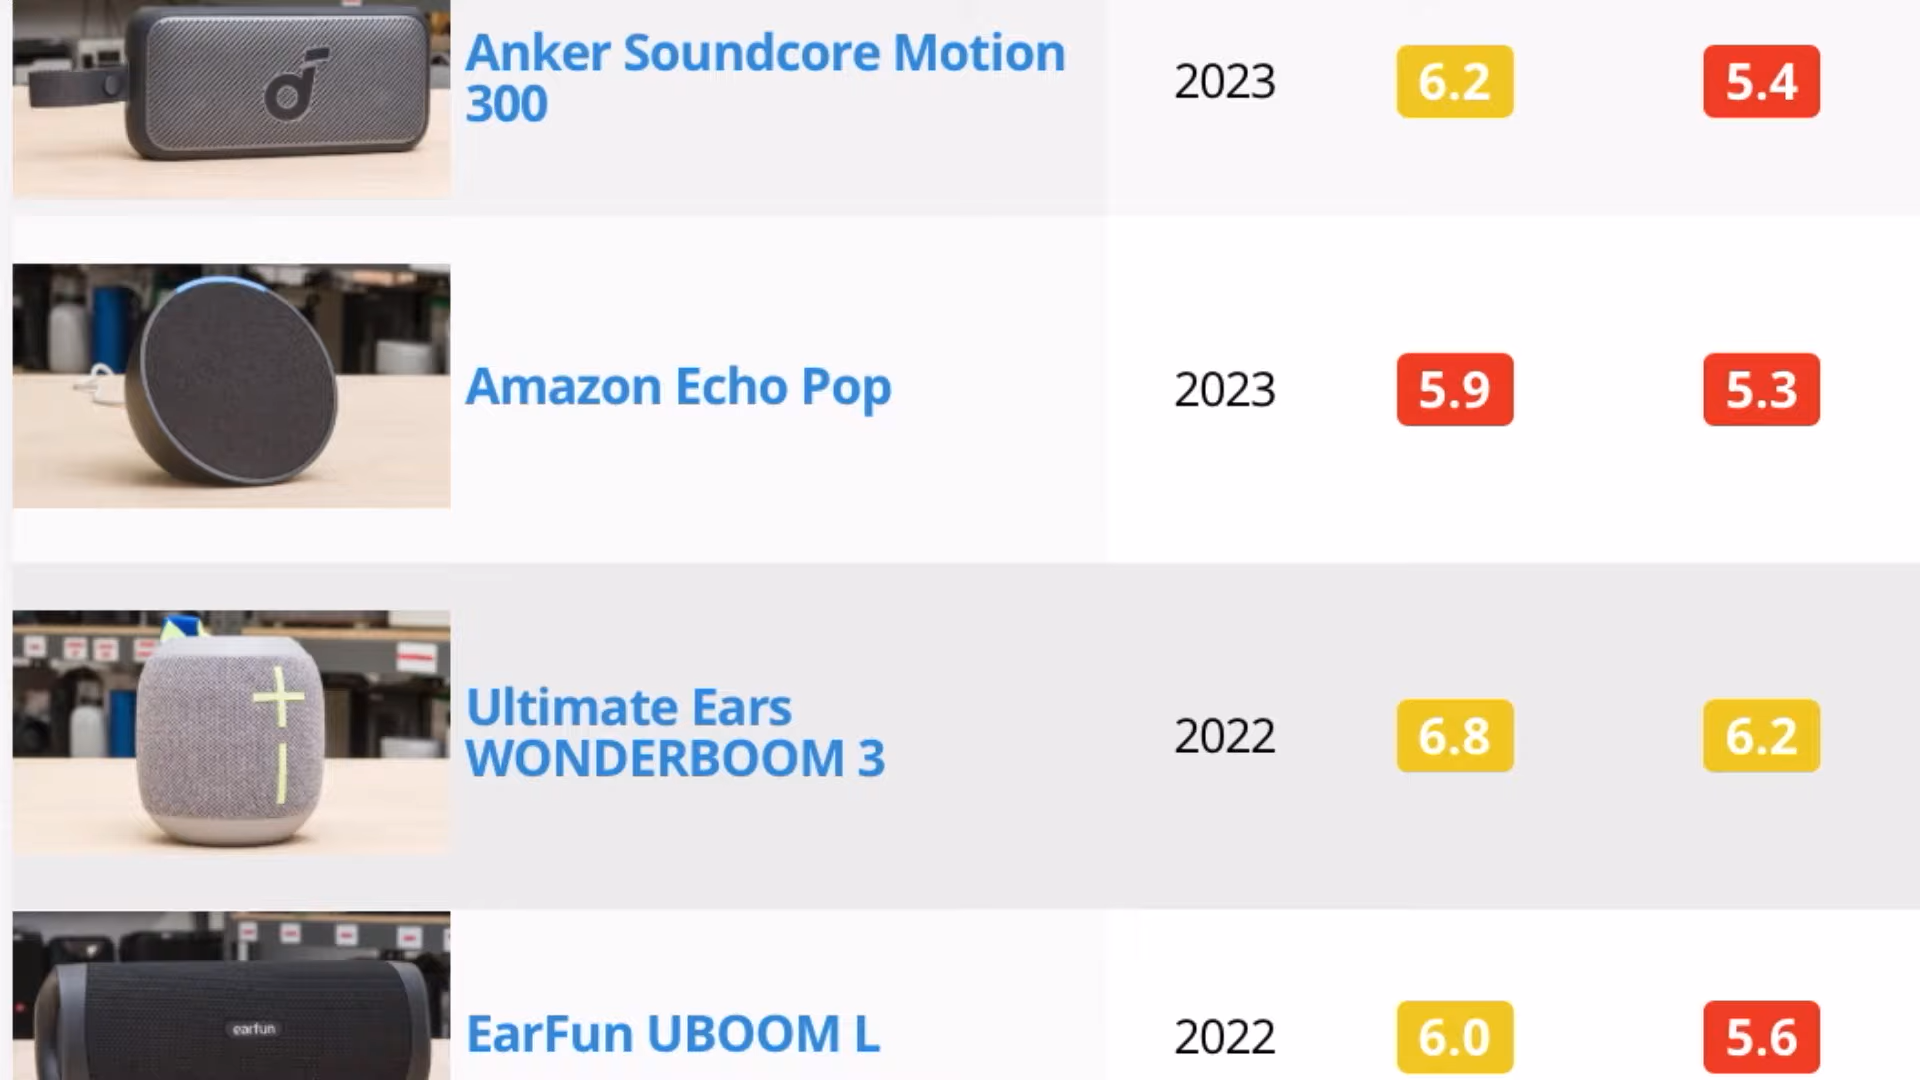 Anker Soundcore Motion
300
2023
6.2
5.4
Amazon Echo Pop
2023
5.9
5.3
Ultimate Ears
WONDERBOOM 3
2022
6.8
6.2
earfun
EarFun UBOOM L
2022
6.0
5.6